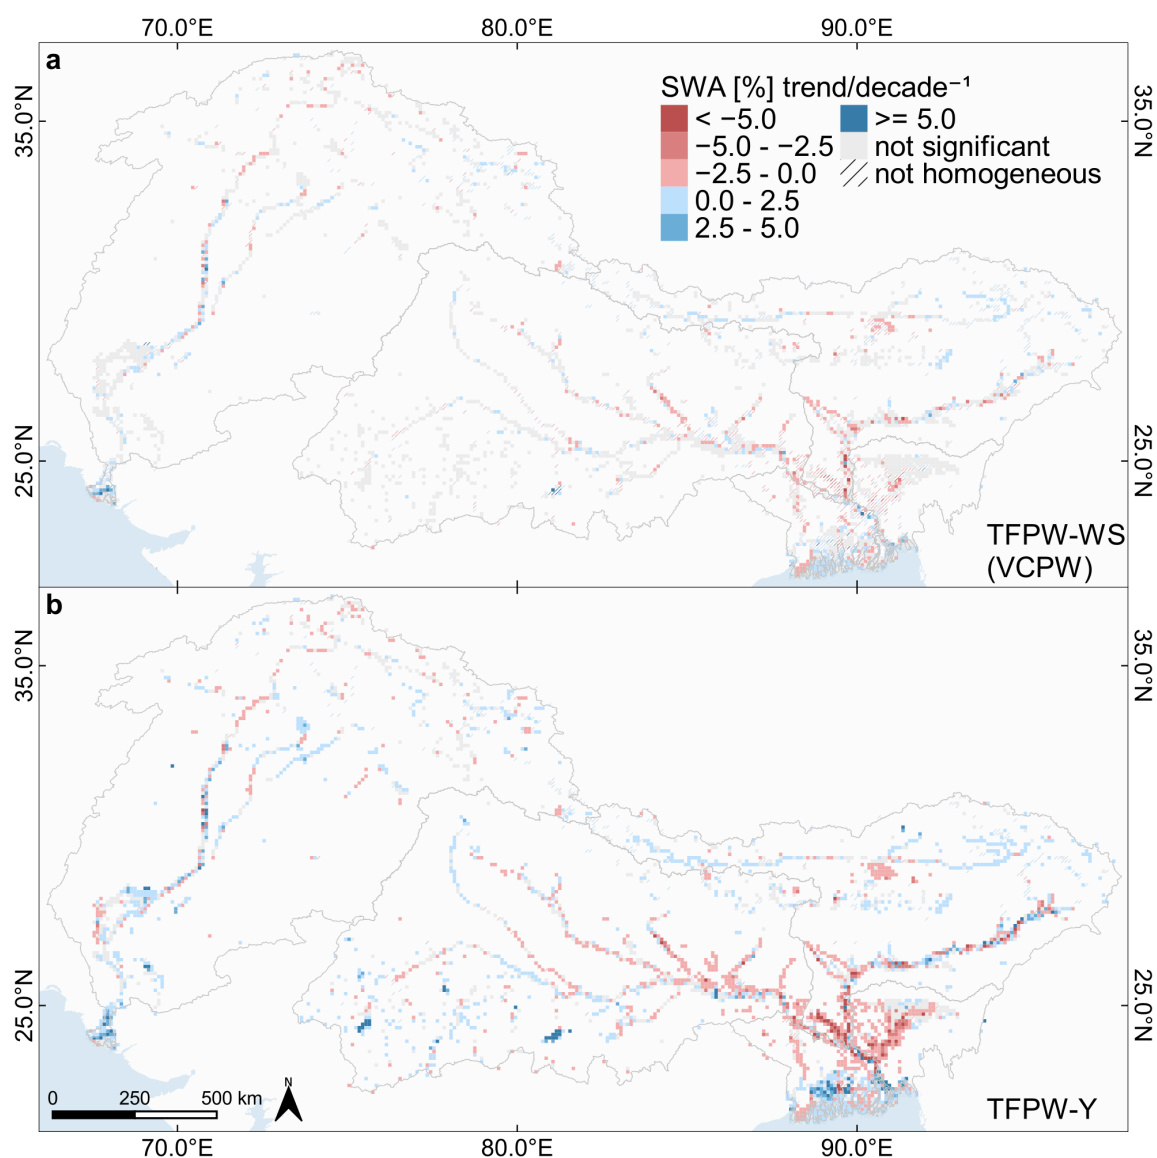 70.0°E 80.0°E 90.0°E
a
35.0°N 35.0°N
SWA [%] trend/decade⁻¹
< −5.0 >= 5.0
−5.0 - −2.5 not significant
−2.5 - 0.0 not homogeneous
0.0 - 2.5
2.5 - 5.0
25.0°N 25.0°N
TFPW-WS
(VCPW)
b
35.0°N 35.0°N
25.0°N 25.0°N
N
0 250 500 km
TFPW-Y
70.0°E 80.0°E 90.0°E